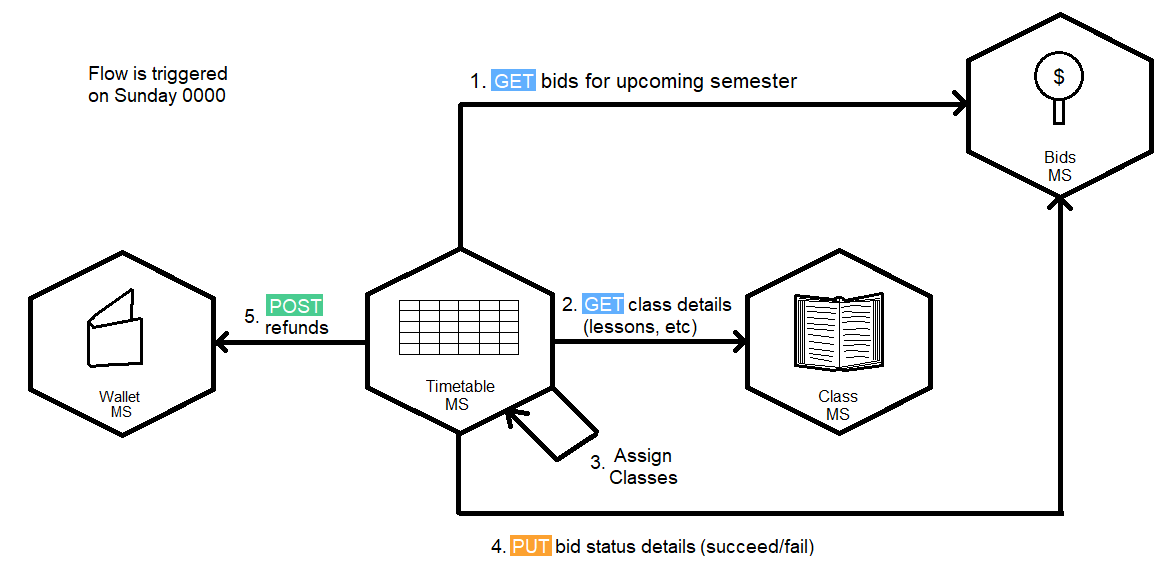 Flow is triggered
on Sunday 0000
1. GET bids for upcoming semester
$
Bids
MS
5. POST
refunds
2. GET class details
(lessons, etc)
Wallet
MS
Timetable
MS
Class
MS
3. Assign
Classes
4. PUT bid status details (succeed/fail)